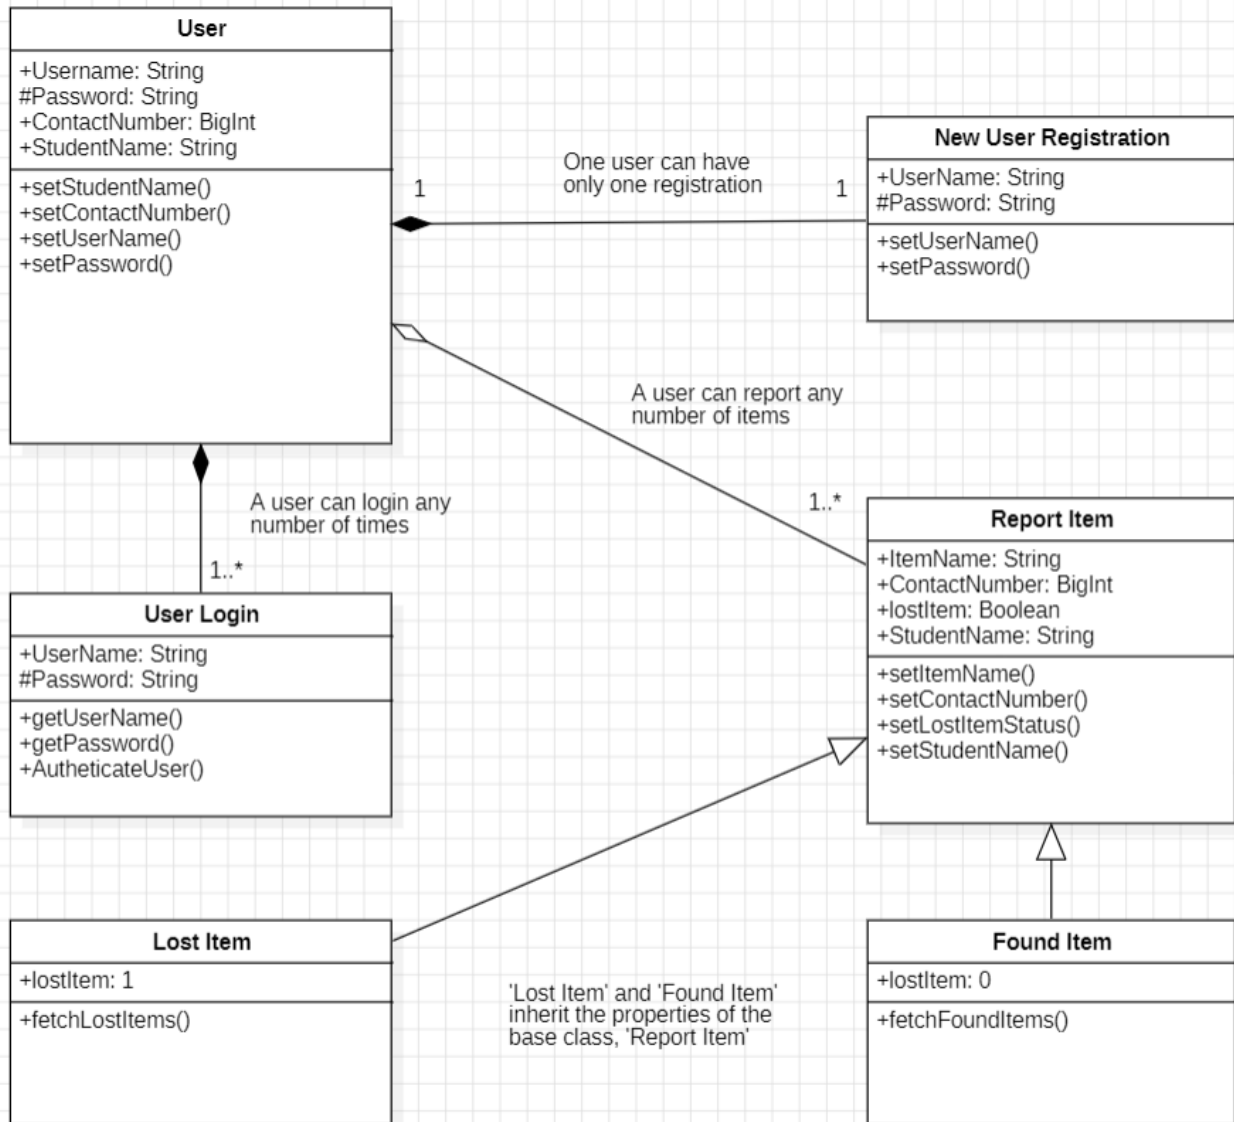 User
+Username: String
#Password: String
+ContactNumber: BigInt
+StudentName: String
+setStudentName()
+setContactNumber()
+setUserName()
+setPassword()
One user can have
only one registration
1
1
New User Registration
+UserName: String
#Password: String
+setUserName()
+setPassword()
A user can report any
number of items
1..*
A user can login any
number of times
1..*
User Login
+UserName: String
#Password: String
+getUserName()
+getPassword()
+AutheticateUser()
Report Item
+ItemName: String
+ContactNumber: BigInt
+lostItem: Boolean
+StudentName: String
+setItemName()
+setContactNumber()
+setLostItemStatus()
+setStudentName()
Lost Item
+lostItem: 1
+fetchLostItems()
'Lost Item' and 'Found Item'
inherit the properties of the
base class, 'Report Item'
Found Item
+lostItem: 0
+fetchFoundItems()